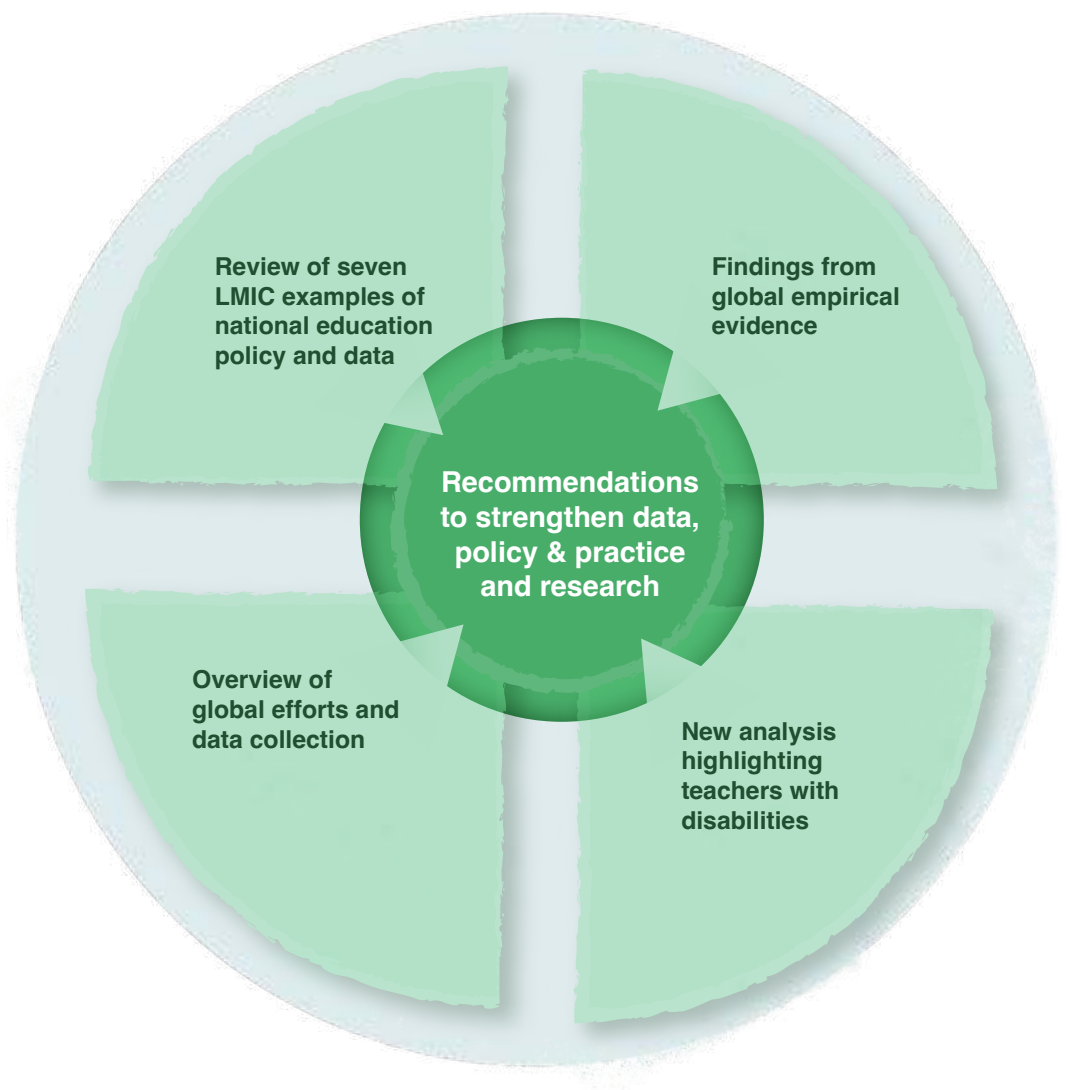 Review of seven
LMIC examples of
national education
policy and data
Findings from
global empirical
evidence
Recommendations
to strengthen data,
policy & practice
and research
Overview of
global efforts and
data collection
New analysis
highlighting
teachers with
disabilities